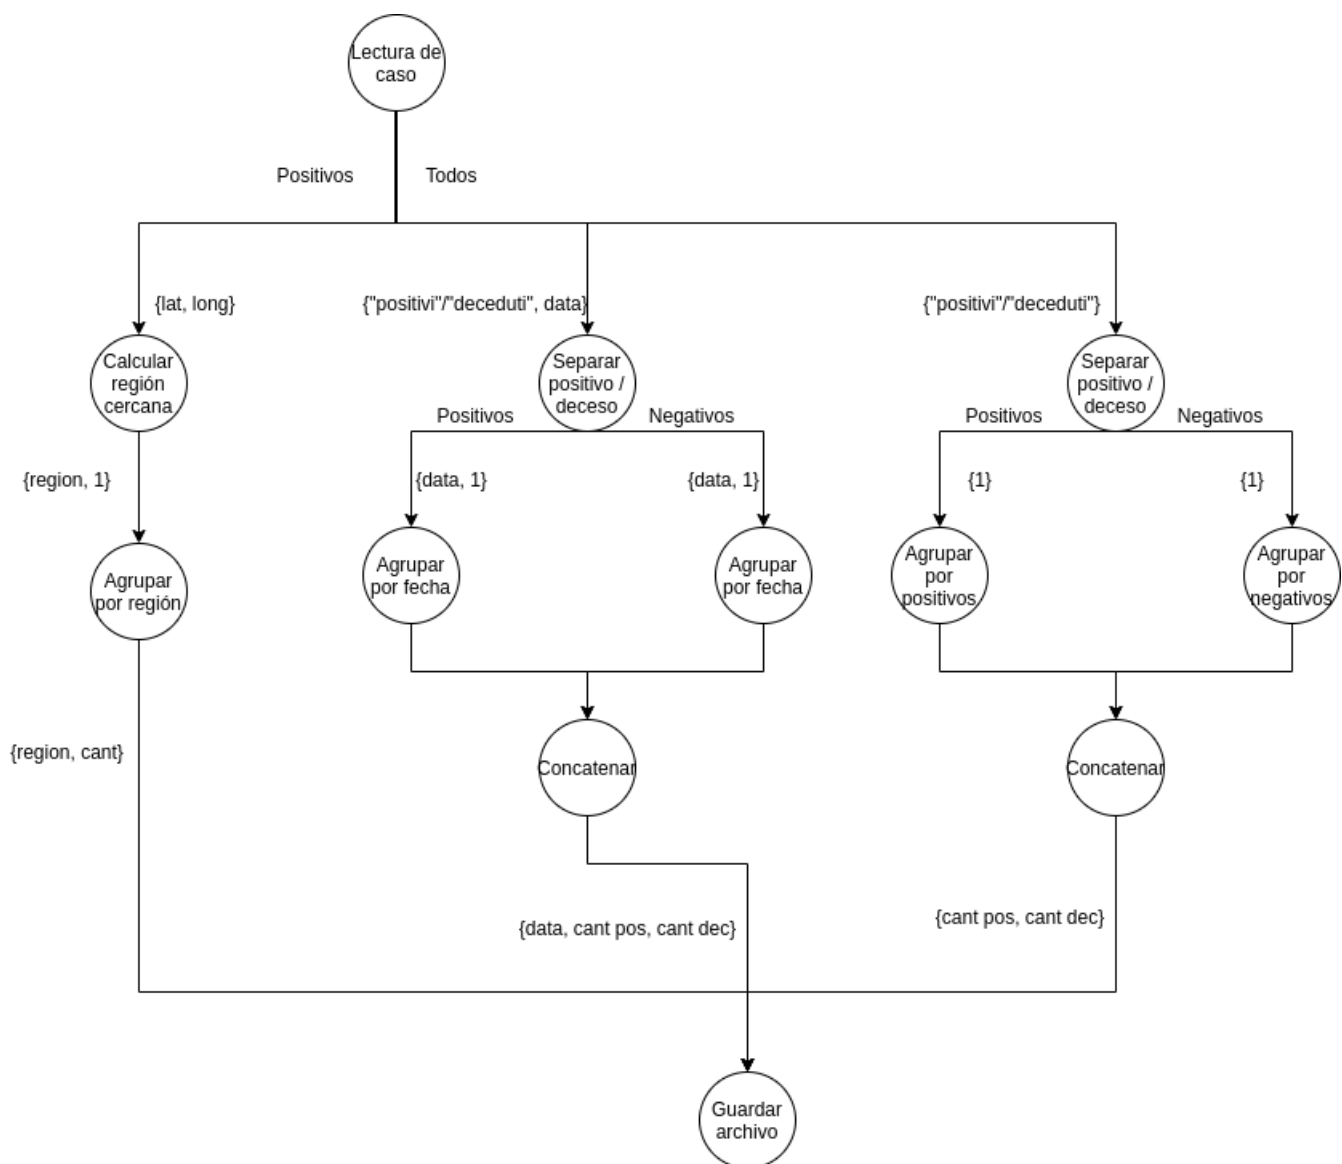 Lectura de
caso
Positivos
Todos
{lat, long}
{"positivi"/"deceduti", data}
{"positivi"/"deceduti"}
Calcular
región
cercana
Separar
positivo /
deceso
Separar
positivo /
deceso
Positivos
Negativos
Positivos
Negativos
{region, 1}
{data, 1}
{data, 1}
{1}
{1}
Agrupar
por región
Agrupar
por fecha
Agrupar
por fecha
Agrupar
por
positivos
Agrupar
por
negativos
{region, cant}
Concatenar
Concatenar
{data, cant pos, cant dec}
{cant pos, cant dec}
Guardar
archivo